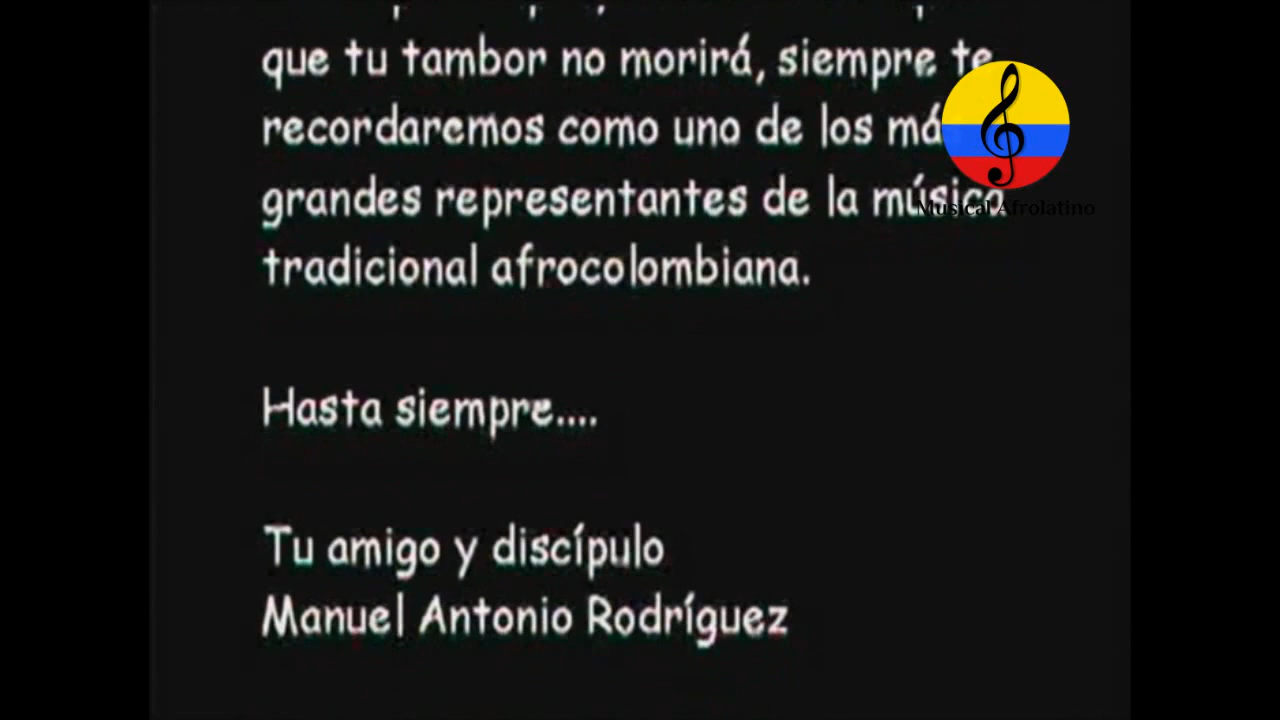 que tu tambor no morirá, siempre te
recordaremos como uno de los má
grandes representantes de la música
tradicional afrocolombiana.
Hasta siempre....
Tu amigo y discípulo
Manuel Antonio Rodríguez
Musical Afrolatino